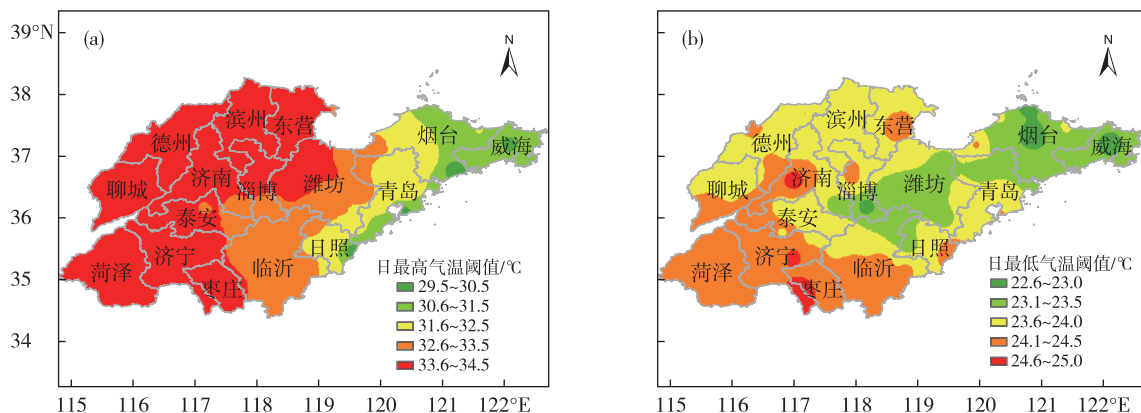 (a)
N
39°N
38
37
36
35
34
115
116
117
118
119
120
121
122°E
滨州
东营
德州
烟台
威海
聊城
济南
淄博
潍坊
青岛
泰安
济宁
日照
菏泽
临沂
枣庄
日最高气温阈值/℃
29.5~30.5
30.6~31.5
31.6~32.5
32.6~33.5
33.6~34.5
(b)
N
115
116
117
118
119
120
121
122°E
滨州
东营
德州
烟台
威海
聊城
济南
淄博
潍坊
青岛
泰安
济宁
日照
菏泽
临沂
枣庄
日最低气温阈值/℃
22.6~23.0
23.1~23.5
23.6~24.0
24.1~24.5
24.6~25.0